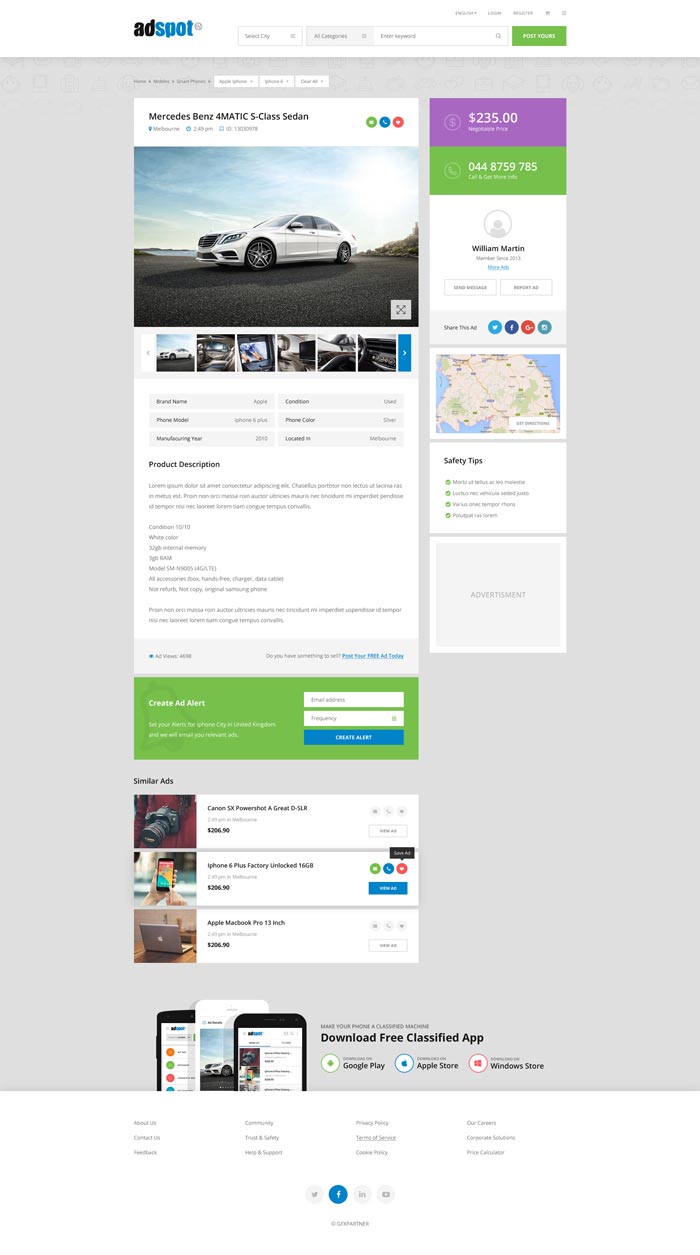 ENGLISH
LOGIN
REGISTER
adspot
Select City
All Categories
Enter keyword
POST YOURS
Home » Mobiles » Smart Phones »
Apple Iphone ×
Iphone 6 ×
Clear All ×
Mercedes Benz 4MATIC S-Class Sedan
Melbourne
2:49 pm
ID: 13030978
Brand Name
Apple
Condition
Used
Phone Model
Iphone 6 plus
Phone Color
Silver
Manufacuring Year
2010
Located In
Melbourne
Product Description
Lorem ipsum dolor sit amet consectetur adipiscing elit. Chasellus porttitor non lectus ut lacinia ras
in metus est. Proin non orci massa roin auctor ultricies mauris nec tincidunt mi imperdiet pendisse
id tempor nisi nec laoreet lorem tiam congue tempus convallis.
Condition 10/10
White color
32gb internal memory
3gb RAM
Model SM-N9005 (4G/LTE)
All accessories (box, hands-free, charger, data cable)
Not refurb, Not copy, original samsung phone
Proin non orci massa roin auctor ultricies mauris nec tincidunt mi imperdiet uspendisse id tempor
nisi nec laoreet lorem tiam congue tempus convallis.
Ad Views: 4698
Do you have something to sell? Post Your FREE Ad Today
$235.00
Negotiable Price
044 8759 785
Call & Get More info
William Martin
Member Since 2013
More Ads
SEND MESSAGE
REPORT AD
Share This Ad
GET DIRECTIONS
Safety Tips
Morbi ut tellus ac leo molestie
Luctus nec vehicula seded justo
Varius onec tempor rhons
Polutpat ras lorem
ADVERTISMENT
Create Ad Alert
Set your Alerts for Iphone City in United Kingdom
and we will email you relevant ads.
Email address
Frequency
CREATE ALERT
Similar Ads
Canon SX Powershot A Great D-SLR
2:49 pm in Melbourne
$206.90
VIEW AD
Save Ad
Iphone 6 Plus Factory Unlocked 16GB
2:49 pm in Melbourne
$206.90
VIEW AD
Apple Macbook Pro 13 Inch
2:49 pm in Melbourne
$206.90
VIEW AD
adspot
Ad Details
adspot
MAKE YOUR PHONE A CLASSIFIED MACHINE
Download Free Classified App
DOWNLOAD ON
Google Play
DOWNLOAD ON
Apple Store
DOWNLOAD ON
Windows Store
About Us
Community
Privacy Policy
Our Careers
Contact Us
Trust & Safety
Terms of Service
Corporate Solutions
Feedback
Help & Support
Cookie Policy
Price Calculator
© GFXPARTNER